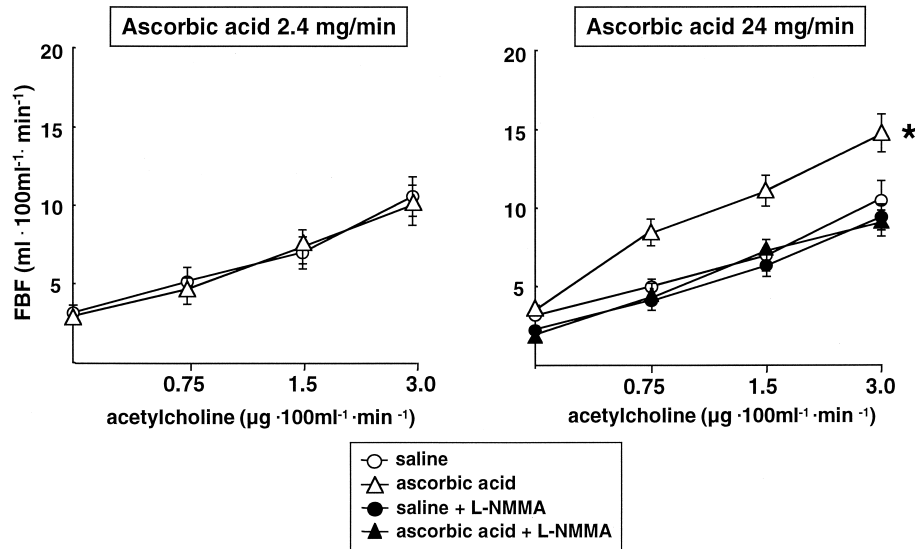 Ascorbic acid 2.4 mg/min
20
15
10
5
FBF (ml · 100ml⁻¹· min⁻¹)
0.75 1.5 3.0
acetylcholine (µg ·100ml⁻¹ · min ⁻¹)
Ascorbic acid 24 mg/min
20
15
10
5
*
0.75 1.5 3.0
acetylcholine (µg ·100ml⁻¹ · min ⁻¹)
saline
ascorbic acid
saline + L-NMMA
ascorbic acid + L-NMMA